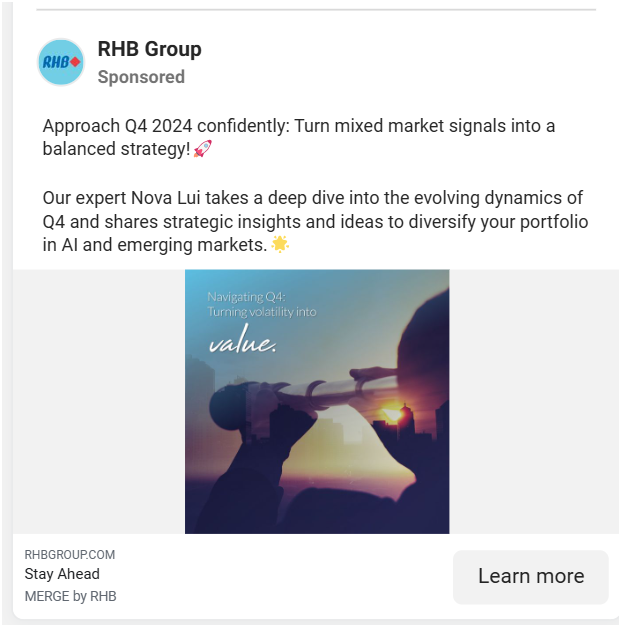 RHB
RHB Group
Sponsored
Approach Q4 2024 confidently: Turn mixed market signals into a
balanced strategy!🚀
Our expert Nova Lui takes a deep dive into the evolving dynamics of
Q4 and shares strategic insights and ideas to diversify your portfolio
in AI and emerging markets.🌟
Navigating Q4:
Turning volatility into
value.
RHBGROUP.COM
Stay Ahead
MERGE by RHB
Learn more